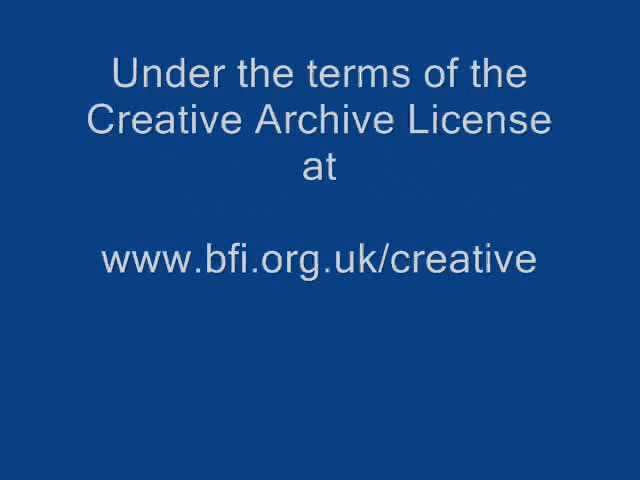 Under the terms of the
Creative Archive License
at
www.bfi.org.uk/creative